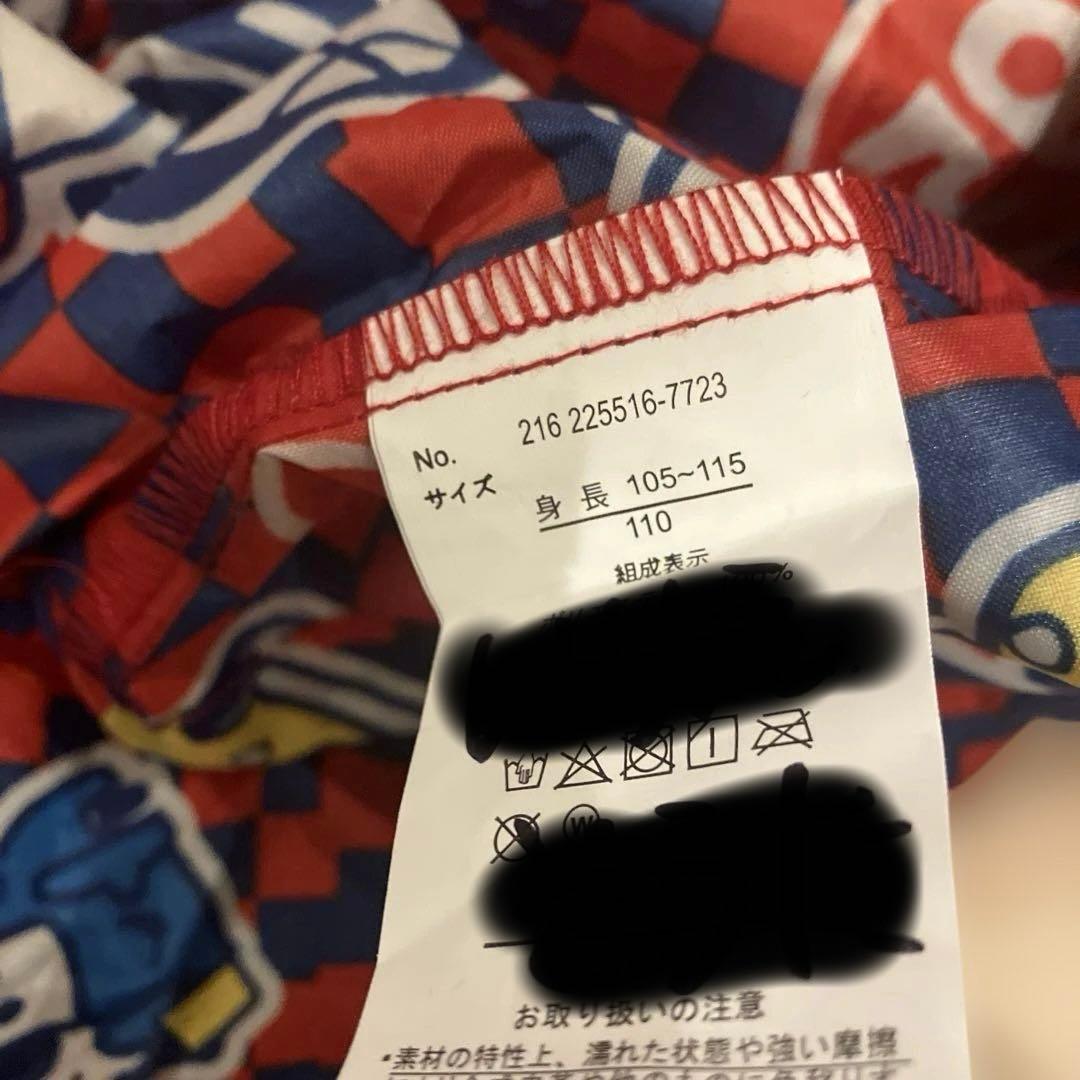 No. 216 225516-7723
サイズ 身長 105~115
110
組成表示
W
お取り扱いの注意
・素材の特性上、濡れた状態や強い摩擦